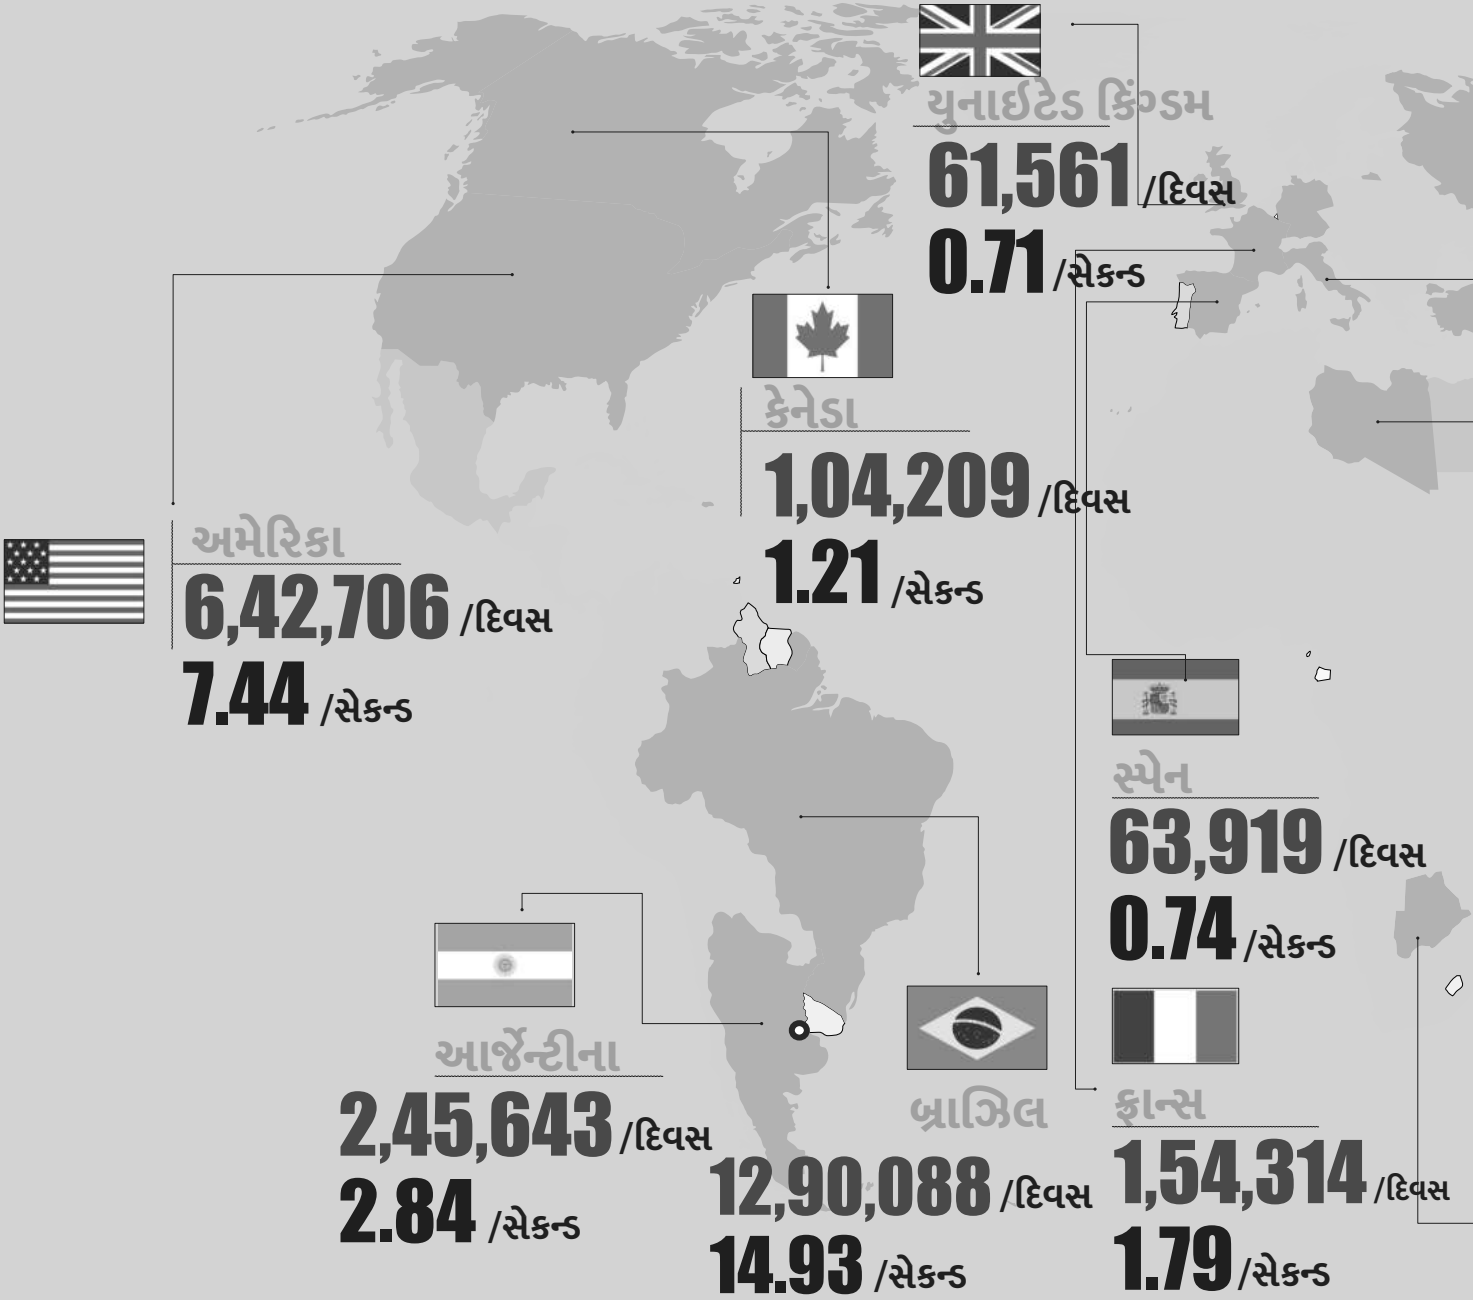 યુનાઈટેડ કિંગ્ડમ
61,561 /દિવસ
0.71 /સેકન્ડ
કેનેડા
1,04,209 /દિવસ
1.21 /સેકન્ડ
અમેરિકા
6,42,706 /દિવસ
7.44 /સેકન્ડ
સ્પેન
63,919 /દિવસ
0.74 /સેકન્ડ
આર્જેન્ટીના
2,45,643 /દિવસ
2.84 /સેકન્ડ
બ્રાઝિલ
12,90,088 /દિવસ
14.93 /સેકન્ડ
ફ્રાન્સ
1,54,314 /દિવસ
1.79 /સેકન્ડ